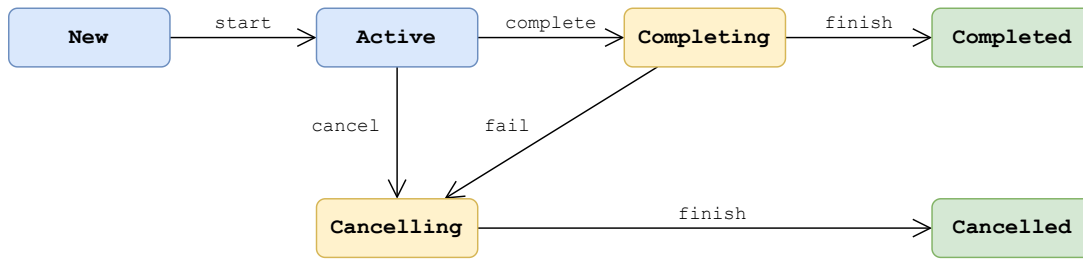 New
start
Active
complete
Completing
finish
Completed
cancel
fail
Cancelling
finish
Cancelled